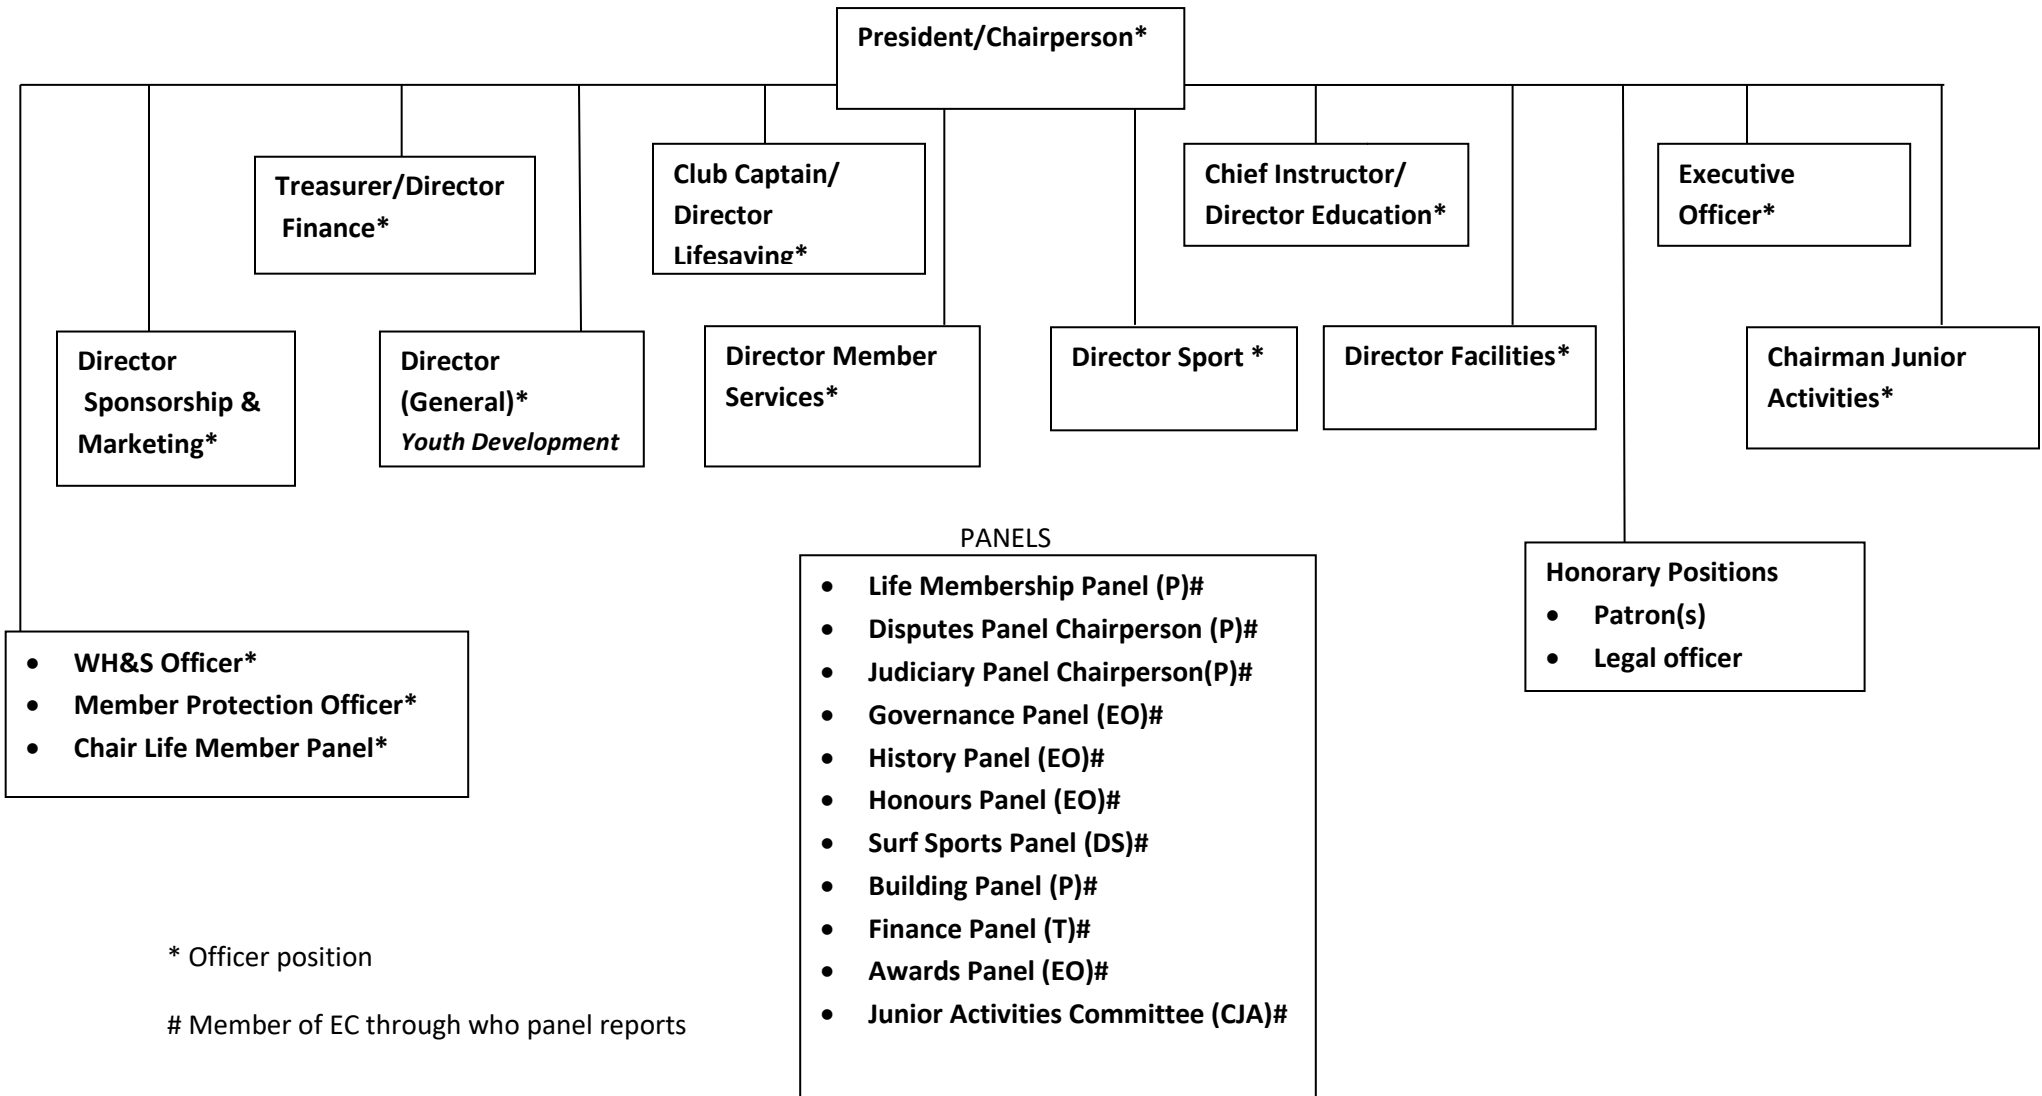 President/Chairperson*
Treasurer/Director
Finance*
Club Captain/
Director
Lifesaving*
Chief Instructor/
Director Education*
Executive
Officer*
Director
Sponsorship &
Marketing*
Director
(General)*
Youth Development
Director Member
Services*
Director Sport *
Director Facilities*
Chairman Junior
Activities*
• WH&S Officer*
• Member Protection Officer*
• Chair Life Member Panel*
PANELS
• Life Membership Panel (P)#
• Disputes Panel Chairperson (P)#
• Judiciary Panel Chairperson(P)#
• Governance Panel (EO)#
• History Panel (EO)#
• Honours Panel (EO)#
• Surf Sports Panel (DS)#
• Building Panel (P)#
• Finance Panel (T)#
• Awards Panel (EO)#
• Junior Activities Committee (CJA)#
Honorary Positions
• Patron(s)
• Legal officer
* Officer position
# Member of EC through who panel reports